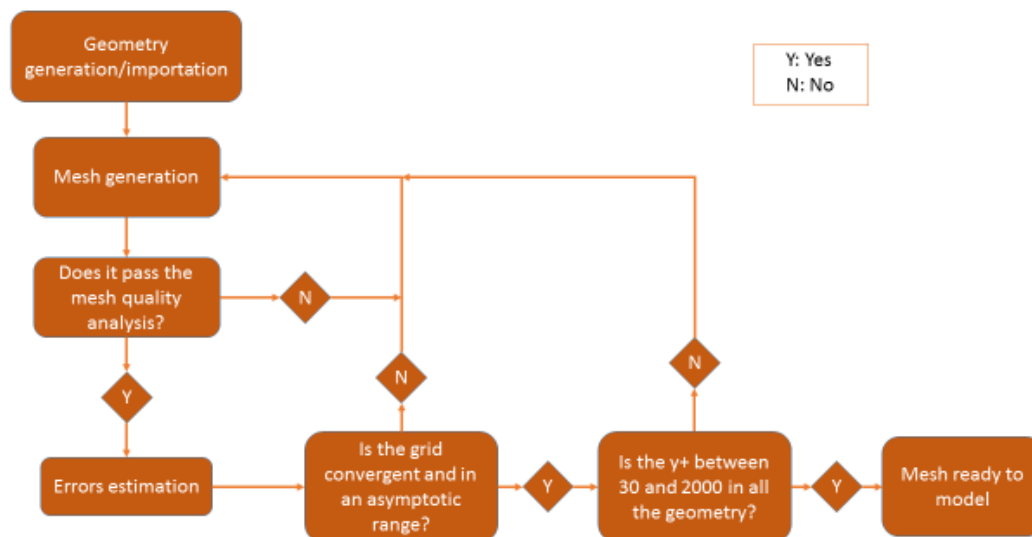 Geometry
generation/importation
Y: Yes
N: No
Mesh generation
Does it pass the
mesh quality
analysis?
N
N
N
Y
Is the grid
convergent and in
an asymptotic
range?
Is the y+ between
30 and 2000 in all
the geometry?
Errors estimation
Y
Y
Mesh ready to
model